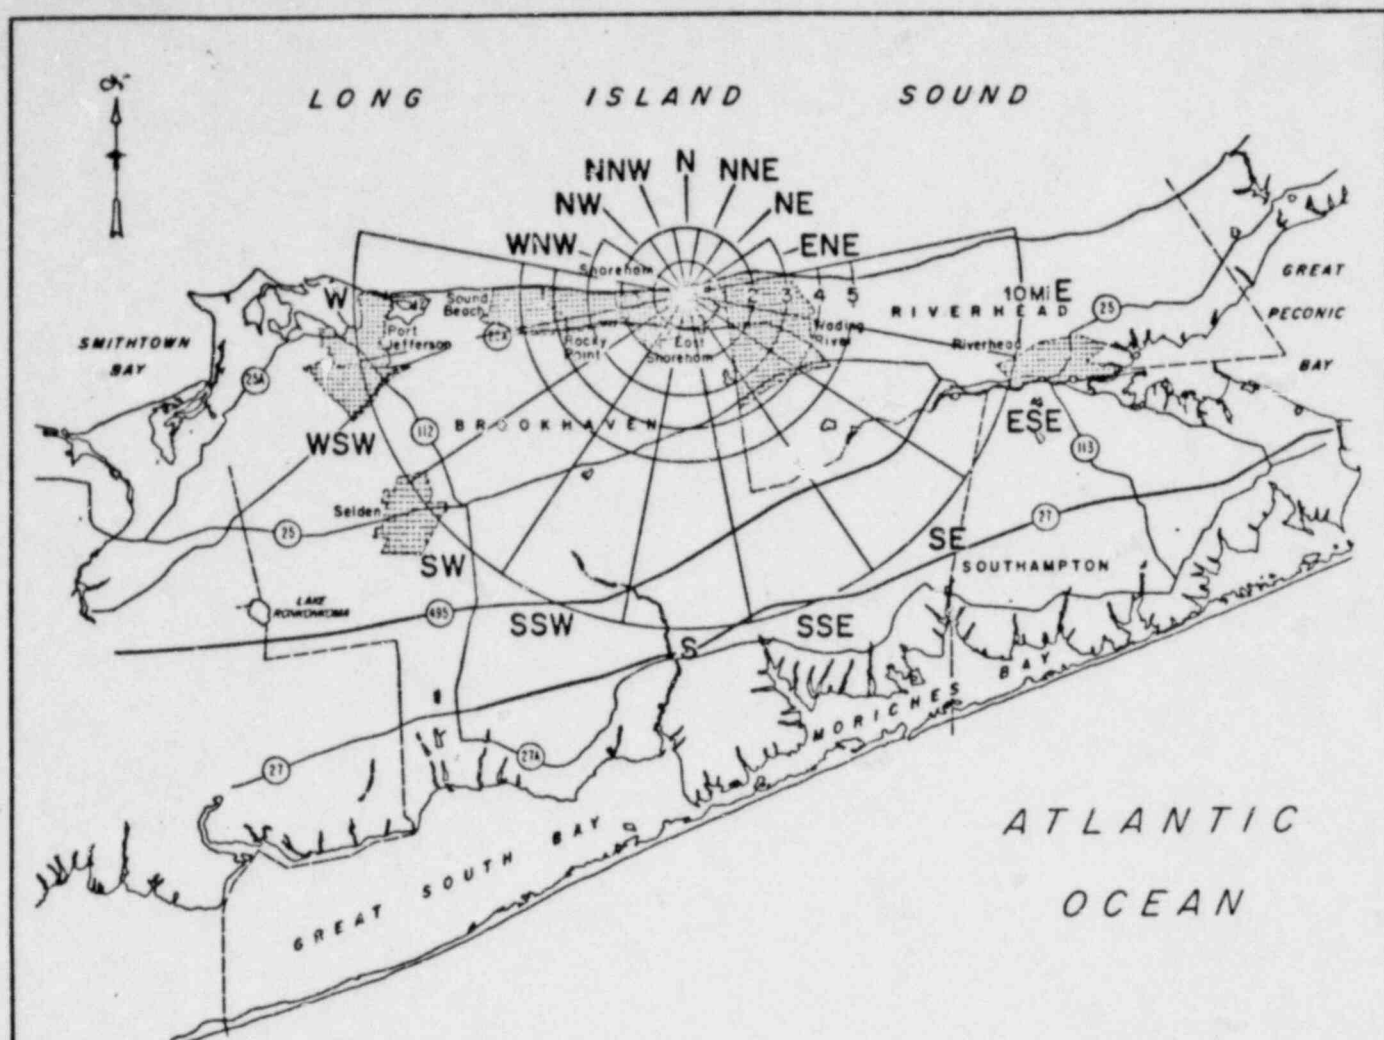 LONG ISLAND SOUND
N
NNW NNE
NW NE
WNW ENE
Shoreham
W
Sound Beach
1 2 3 4 5
10 Mi E
RIVERHEAD
25
GREAT PECONIC BAY
SMITHTOWN BAY
Port Jefferson
25A
Rocky Point
East Shoreham
Wading River
Riverhead
25A
BROOKHAVEN
112
WSW
ESE
113
Selden
25
27
SW
SE
SOUTHAMPTON
LAKE RONKONKOMA
495
SSW
SSE
S
MORICHES BAY
27A
27
GREAT SOUTH BAY
ATLANTIC
OCEAN